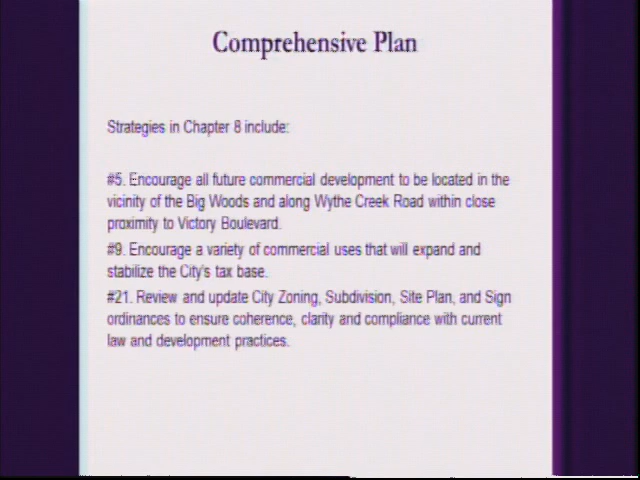 Comprehensive Plan
Strategies in Chapter 8 include:
#5. Encourage all future commercial development to be located in the
vicinity of the Big Woods and along Wythe Creek Road within close
proximity to Victory Boulevard.
#9. Encourage a variety of commercial uses that will expand and
stabilize the City's tax base.
#21. Review and update City Zoning, Subdivision, Site Plan, and Sign
ordinances to ensure coherence, clarity and compliance with current
law and development practices.